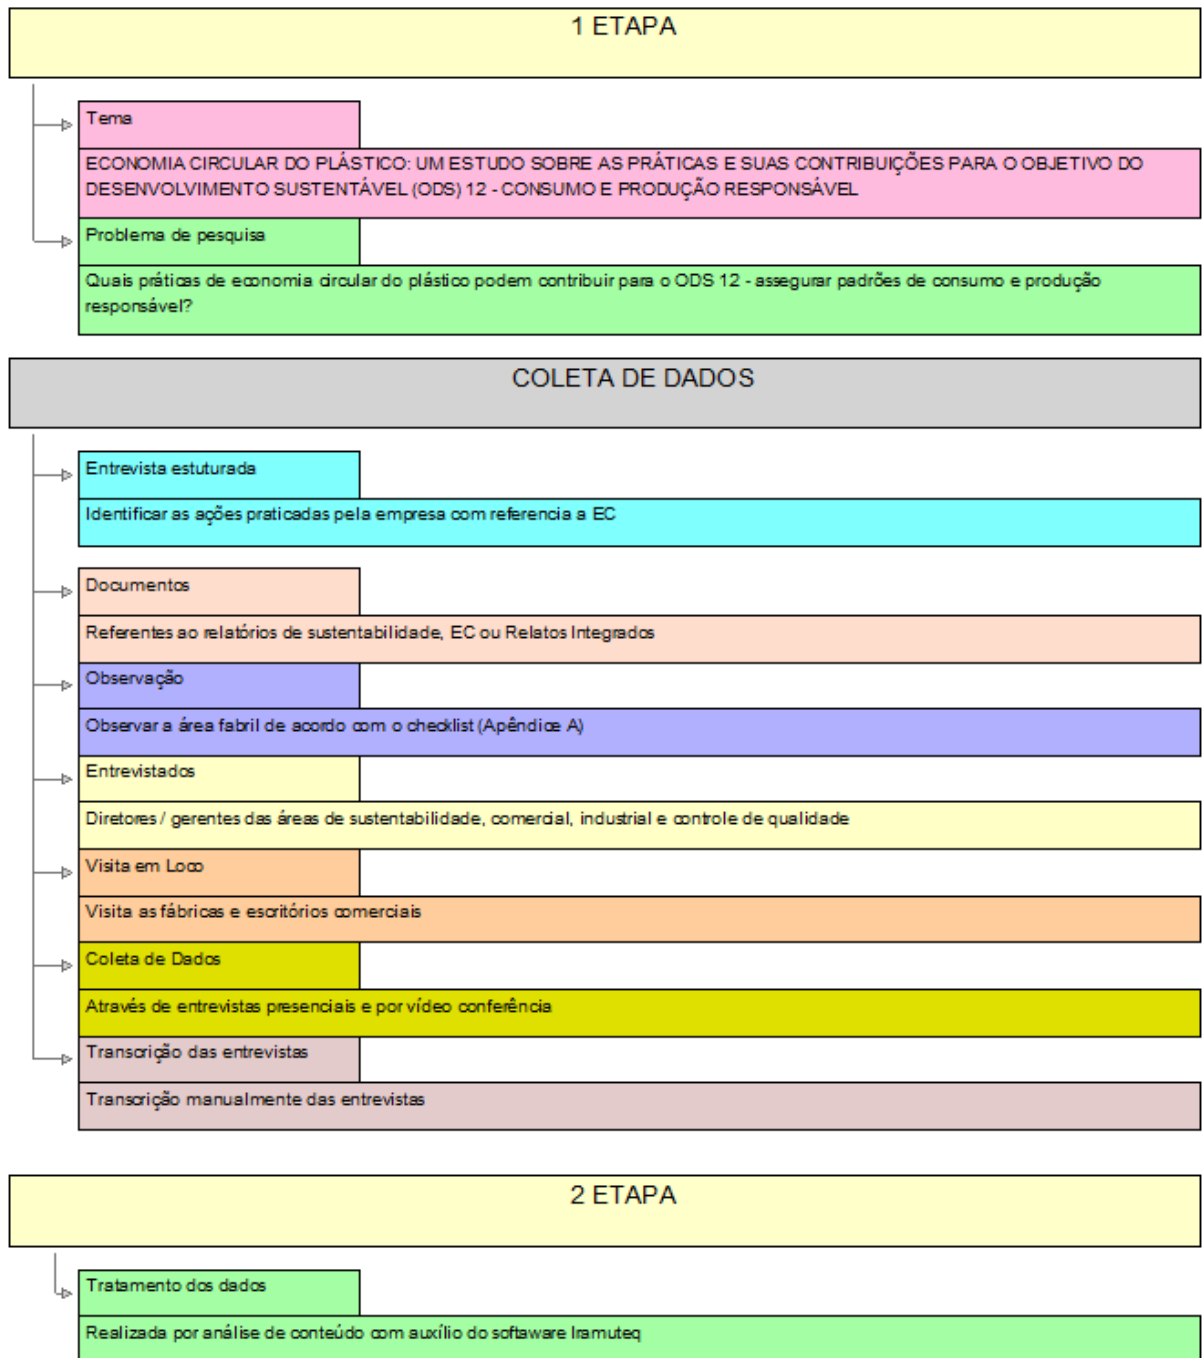 1 ETAPA
Tema
ECONOMIA CIRCULAR DO PLÁSTICO: UM ESTUDO SOBRE AS PRÁTICAS E SUAS CONTRIBUIÇÕES PARA O OBJETIVO DO
DESENVOLVIMENTO SUSTENTÁVEL (ODS) 12 - CONSUMO E PRODUÇÃO RESPONSÁVEL
Problema de pesquisa
Quais práticas de economia circular do plástico podem contribuir para o ODS 12 - assegurar padrões de consumo e produção
responsável?
COLETA DE DADOS
Entrevista estuturada
Identificar as ações praticadas pela empresa com referencia a EC
Documentos
Referentes ao relatórios de sustentabilidade, EC ou Relatos Integrados
Observação
Observar a área fabril de acordo com o checklist (Apêndice A)
Entrevistados
Diretores / gerentes das áreas de sustentabilidade, comercial, industrial e controle de qualidade
Visita em Loco
Visita as fábricas e escritórios comerciais
Coleta de Dados
Através de entrevistas presenciais e por vídeo conferência
Transcrição das entrevistas
Transcrição manualmente das entrevistas
2 ETAPA
Tratamento dos dados
Realizada por análise de conteúdo com auxílio do softaware Iramuteq